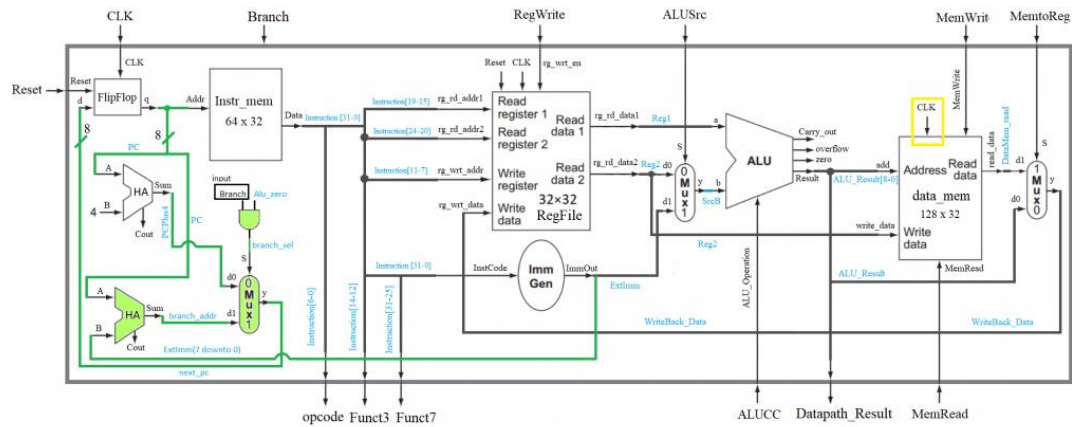 CLK
Branch
RegWrite
ALUSrc
MemWrit
MemtoReg
Reset
CLK
Reset
d
FlipFlop
q
8
8
PC
Addr
Instr_mem
64 x 32
Data
Instruction [31-0]
A
HA
Sum
4
B
Cout
PCPlus4
PC
input
Branch
Alu_zero
branch_sel
S
d0
0
Mux
1
d1
y
A
HA
Sum
B
Cout
branch_addr
ExtImm(7 downto 0)
next_pc
Instruction[19-15]
Instruction[24-20]
Instruction[11-7]
Instruction [31-0]
Instruction[6-0]
Instruction[14-12]
Instruction[31-25]
Reset
CLK
rg_wrt_en
rg_rd_addr1
rg_rd_addr2
rg_wrt_addr
rg_wrt_data
Read
register 1
Read
register 2
Write
register
Write
data
Read
data 1
Read
data 2
32×32
RegFile
rg_rd_data1
Reg1
rg_rd_data2
Reg2
InstCode
Imm
Gen
ImmOut
ExtImm
S
d0
0
Mux
1
d1
y
SrcB
a
b
ALU
Carry_out
overflow
zero
Result
ALU_Operation
Reg2
add
ALU_Result[8-0]
write_data
ALU_Result
CLK
MemWrite
Address
Read
data
data_mem
128 x 32
Write
data
MemRead
read_data
DataMem_read
S
d1
1
Mux
0
d0
y
WriteBack_Data
WriteBack_Data
opcode
Funct3
Funct7
ALUCC
Datapath_Result
MemRead